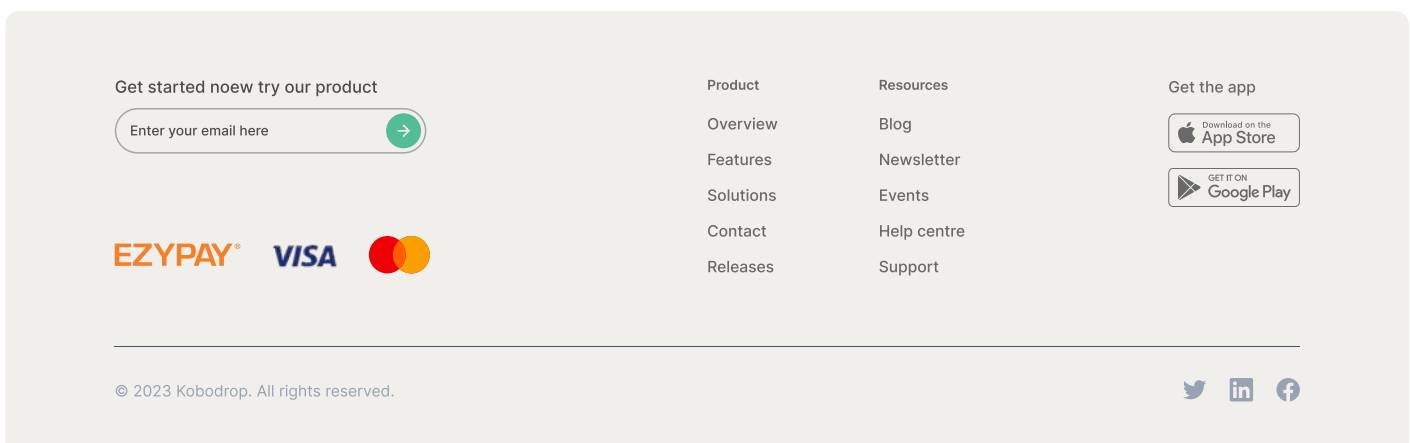 Get started noew try our product
Enter your email here
EZYPAY®
VISA
Product
Overview
Features
Solutions
Contact
Releases
Resources
Blog
Newsletter
Events
Help centre
Support
Get the app
Download on the
App Store
GET IT ON
Google Play
© 2023 Kobodrop. All rights reserved.
in
f